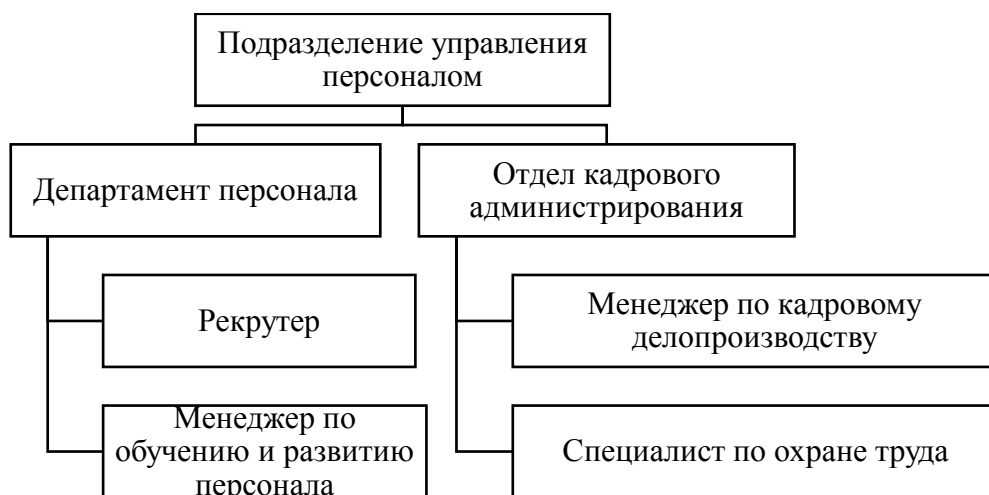 Подразделение управления
персоналом
Департамент персонала
Отдел кадрового
администрирования
Рекрутер
Менеджер по кадровому
делопроизводству
Менеджер по
обучению и развитию
персонала
Специалист по охране труда